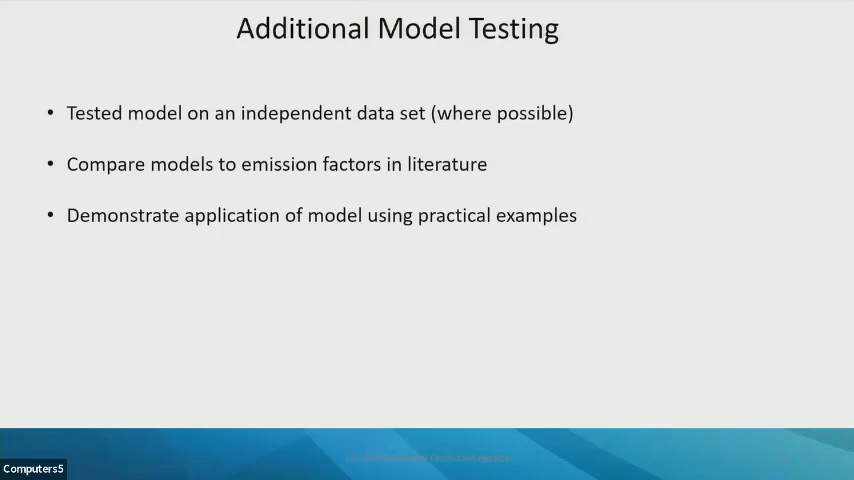 Additional Model Testing
• Tested model on an independent data set (where possible)
• Compare models to emission factors in literature
• Demonstrate application of model using practical examples
Computers5